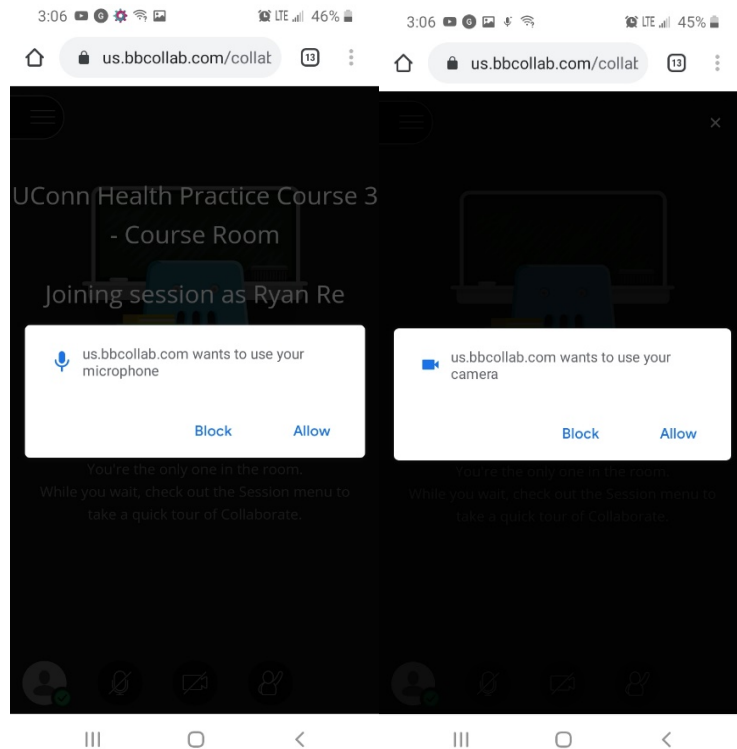 3:06 LTE 46%
us.bbcollab.com/collab 13
UConn Health Practice Course 3
- Course Room
Joining session as Ryan Re
us.bbcollab.com wants to use your
microphone
Block Allow
You're the only one in the room.
While you wait, check out the Session menu to
take a quick tour of Collaborate.
3:06 LTE 45%
us.bbcollab.com/collab 13
us.bbcollab.com wants to use your
camera
Block Allow
You're the only one in the room.
While you wait, check out the Session menu to
take a quick tour of Collaborate.